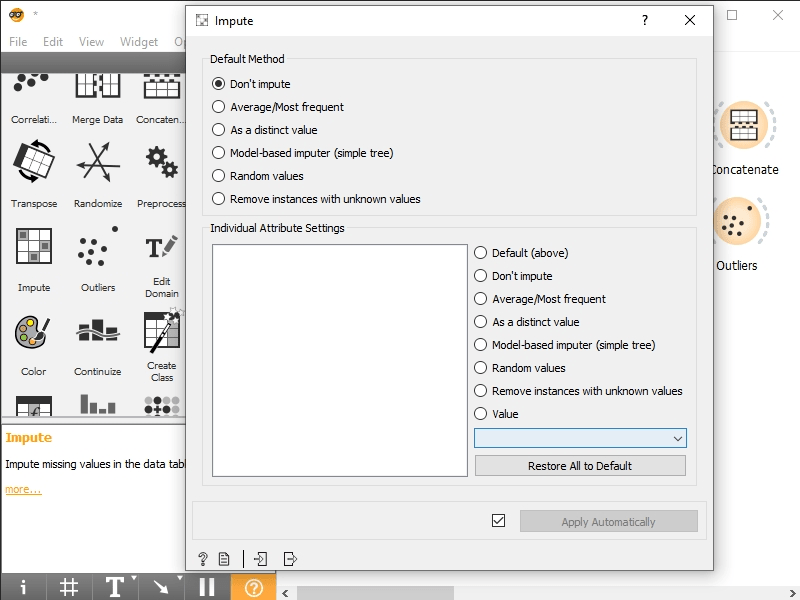 Impute
File Edit View Widget
Default Method
Don't impute
Average/Most frequent
As a distinct value
Model-based imputer (simple tree)
Random values
Remove instances with unknown values
Individual Attribute Settings
Default (above)
Don't impute
Average/Most frequent
As a distinct value
Model-based imputer (simple tree)
Random values
Remove instances with unknown values
Value
Restore All to Default
Apply Automatically
Correlati... Merge Data Concaten...
Transpose Randomize Preprocess
Impute Outliers Edit Domain
Color Continuize Create Class
Impute
Impute missing values in the data tabl
more...
Concatenate
Outliers